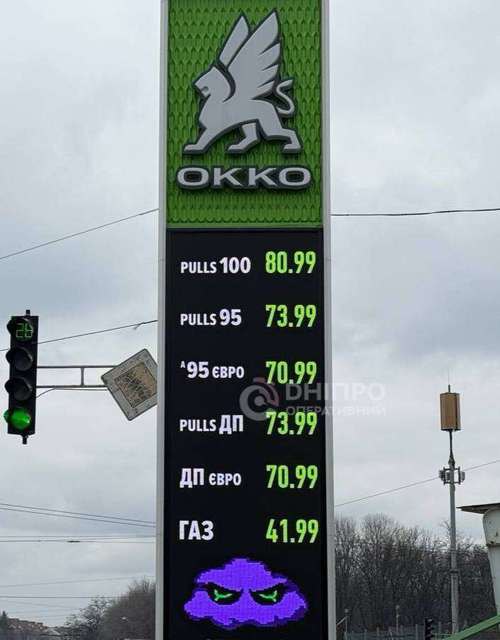 OKKO
PULLS 100 80.99
PULLS 95 73.99
А95 ЄВРО 70.99
PULLS ДП 73.99
ДП ЄВРО 70.99
ГАЗ 41.99
28
ДНІПРО
ОПЕРАТИВНИЙ